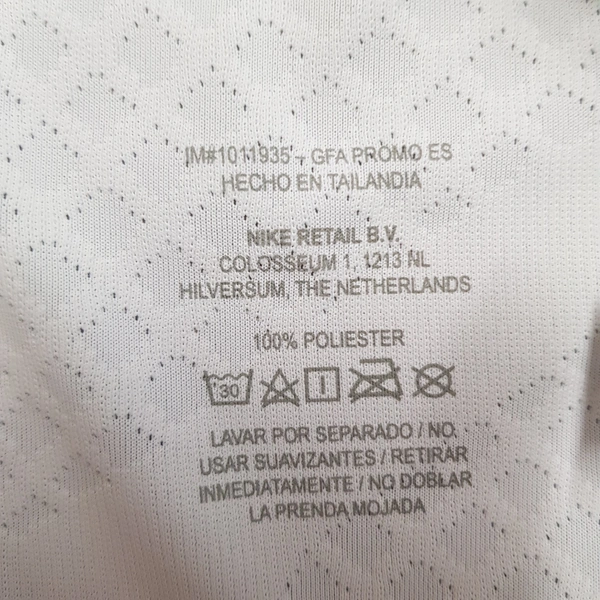 IM#1011935 - GFA PROMO ES
HECHO EN TAILANDIA
NIKE RETAIL B.V.
COLOSSEUM 1, 1213 NL
HILVERSUM, THE NETHERLANDS
100% POLIESTER
30
LAVAR POR SEPARADO / NO
USAR SUAVIZANTES / RETIRAR
INMEDIATAMENTE / NO DOBLAR
LA PRENDA MOJADA